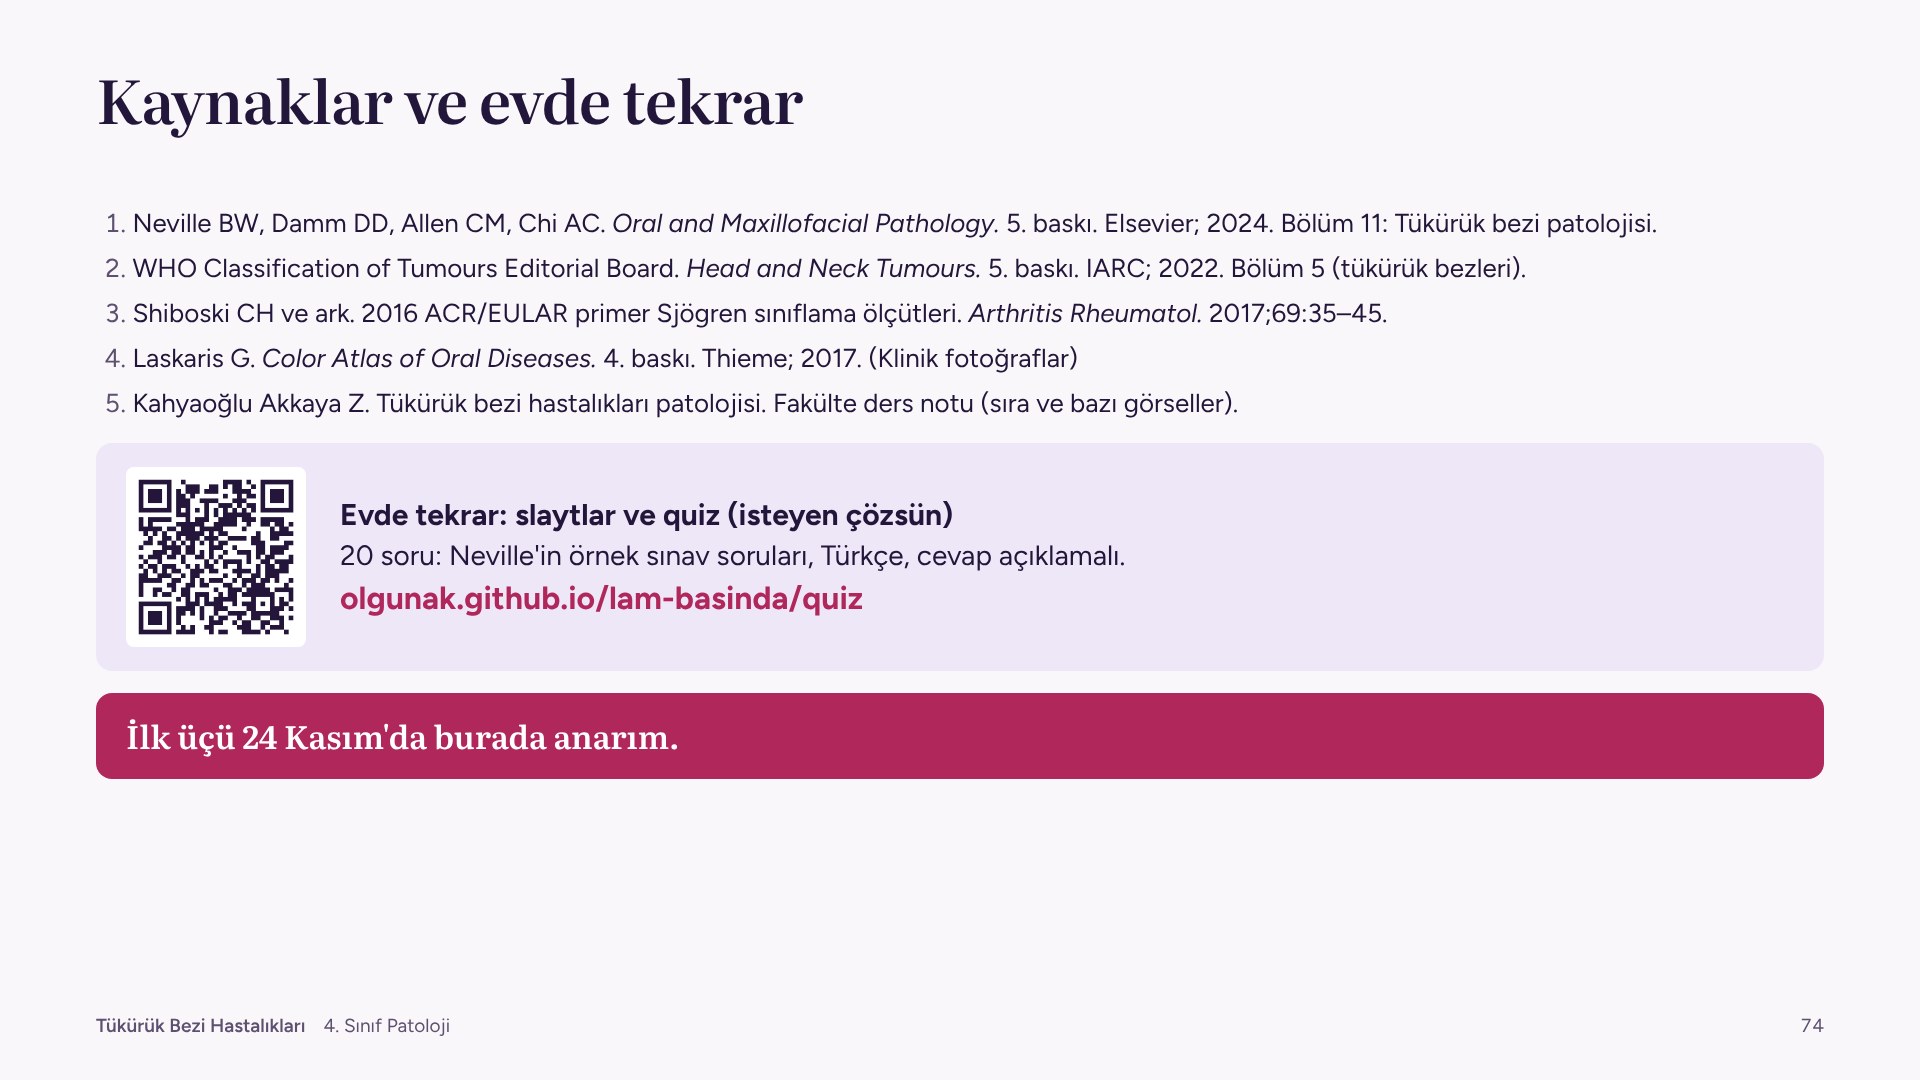 Kaynaklar ve evde tekrar
1. Neville BW, Damm DD, Allen CM, Chi AC. Oral and Maxillofacial Pathology. 5. baskı. Elsevier; 2024. Bölüm 11: Tükürük bezi patolojisi.
2. WHO Classification of Tumours Editorial Board. Head and Neck Tumours. 5. baskı. IARC; 2022. Bölüm 5 (tükürük bezleri).
3. Shiboski CH ve ark. 2016 ACR/EULAR primer Sjögren sınıflama ölçütleri. Arthritis Rheumatol. 2017;69:35–45.
4. Laskaris G. Color Atlas of Oral Diseases. 4. baskı. Thieme; 2017. (Klinik fotoğraflar)
5. Kahyaoğlu Akkaya Z. Tükürük bezi hastalıkları patolojisi. Fakülte ders notu (sıra ve bazı görseller).
Evde tekrar: slaytlar ve quiz (isteyen çözsün)
20 soru: Neville'in örnek sınav soruları, Türkçe, cevap açıklamalı.
olgunak.github.io/lam-basinda/quiz
İlk üçü 24 Kasım'da burada anarım.
Tükürük Bezi Hastalıkları 4. Sınıf Patoloji
74